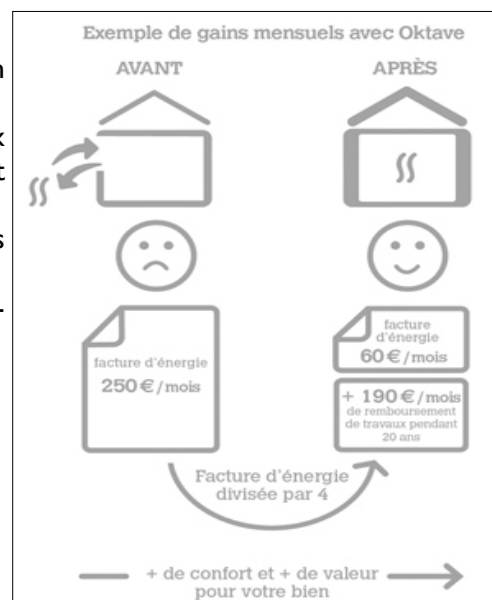 Exemple de gains mensuels avec Oktave
AVANT
APRÈS
facture d'énergie
250 €/mois
facture
d'énergie
60 €/mois
+ 190 €/mois
de remboursement
de travaux pendant
20 ans
Facture d'énergie
divisée par 4
+ de confort et + de valeur
pour votre bien